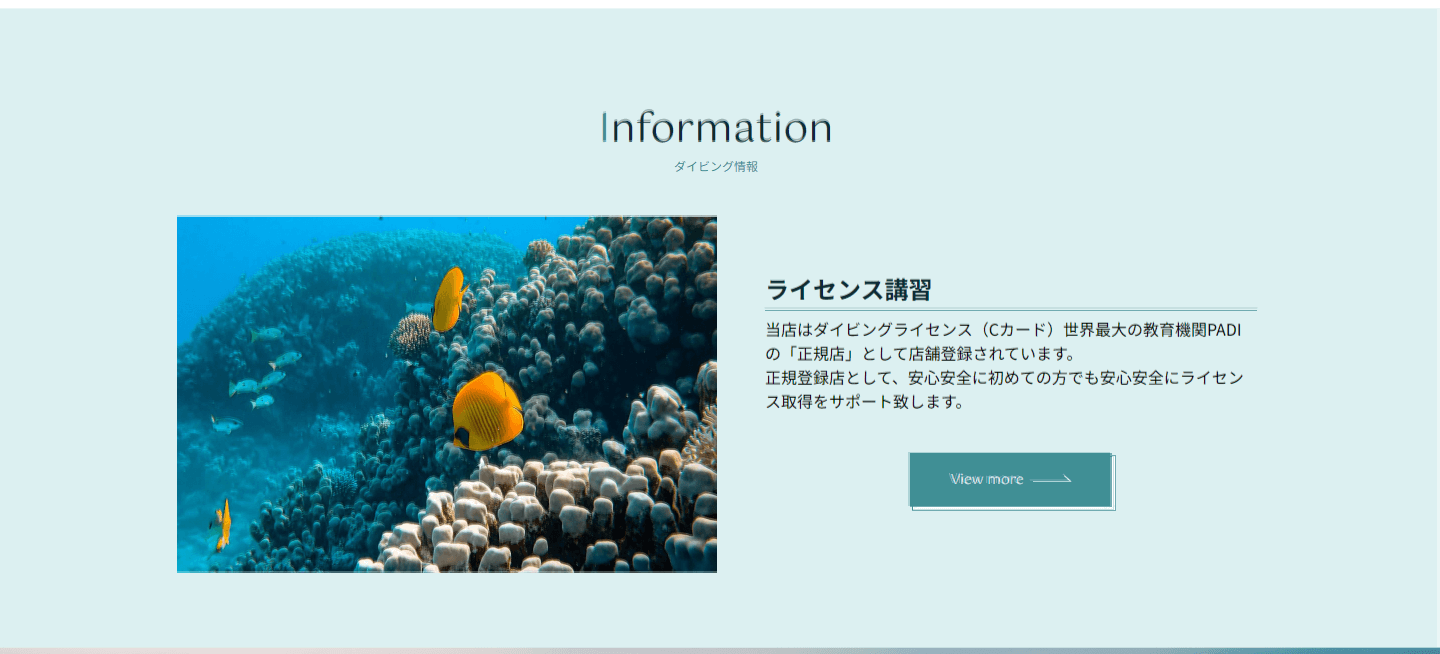 Information
ダイビング情報
ライセンス講習
当店はダイビングライセンス（Cカード）世界最大の教育機関PADI
の「正規店」として店舗登録されています。
正規登録店として、安心安全に初めての方でも安心安全にライセン
ス取得をサポート致します。
View more